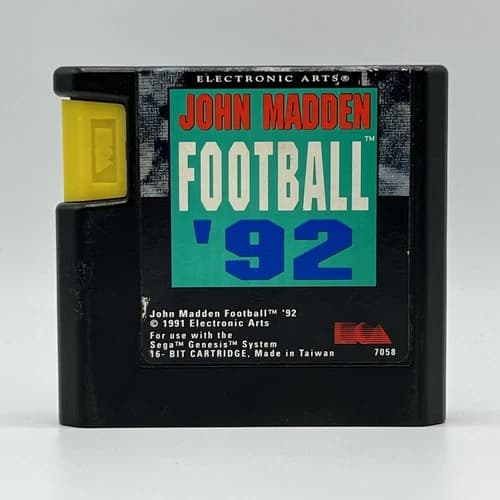 ELECTRONIC ARTS®
JOHN MADDEN
FOOTBALL™
'92
John Madden Football™ '92
© 1991 Electronic Arts
For use with the
Sega™ Genesis™ System
16- BIT CARTRIDGE, Made in Taiwan
EA
7058